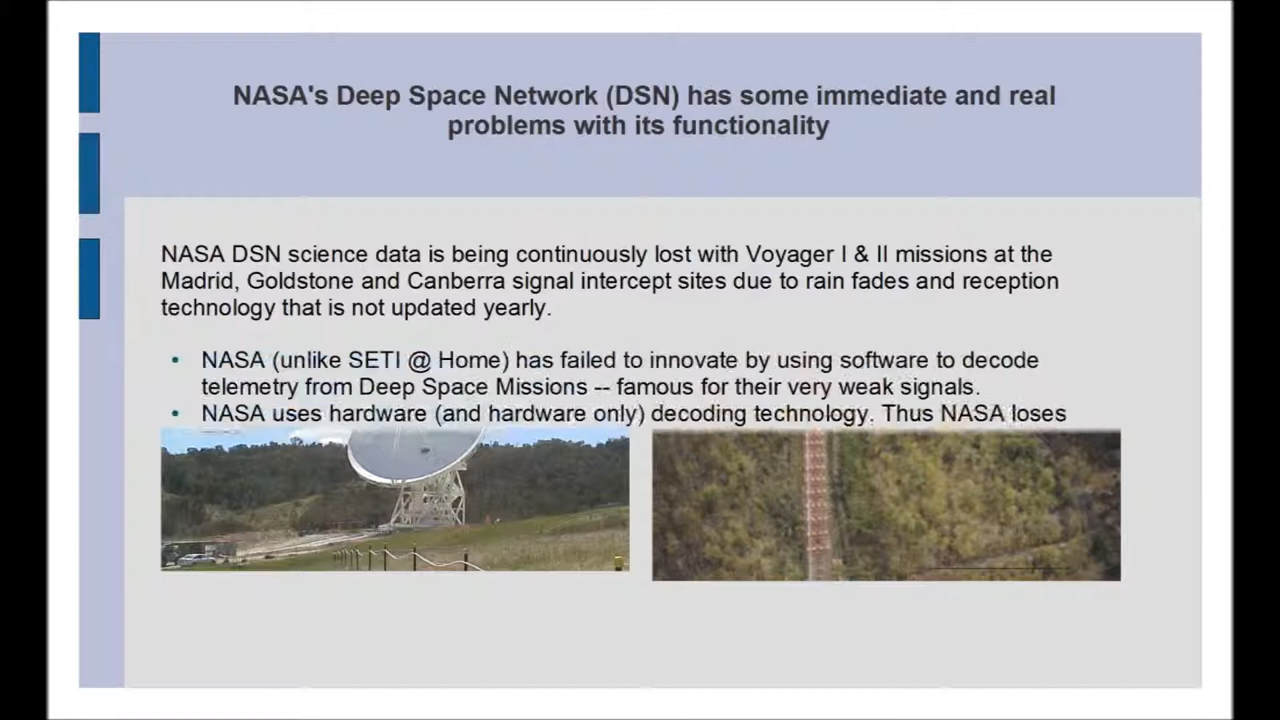 NASA's Deep Space Network (DSN) has some immediate and real
problems with its functionality
NASA DSN science data is being continuously lost with Voyager I & II missions at the
Madrid, Goldstone and Canberra signal intercept sites due to rain fades and reception
technology that is not updated yearly.
• NASA (unlike SETI @ Home) has failed to innovate by using software to decode
telemetry from Deep Space Missions -- famous for their very weak signals.
• NASA uses hardware (and hardware only) decoding technology. Thus NASA loses